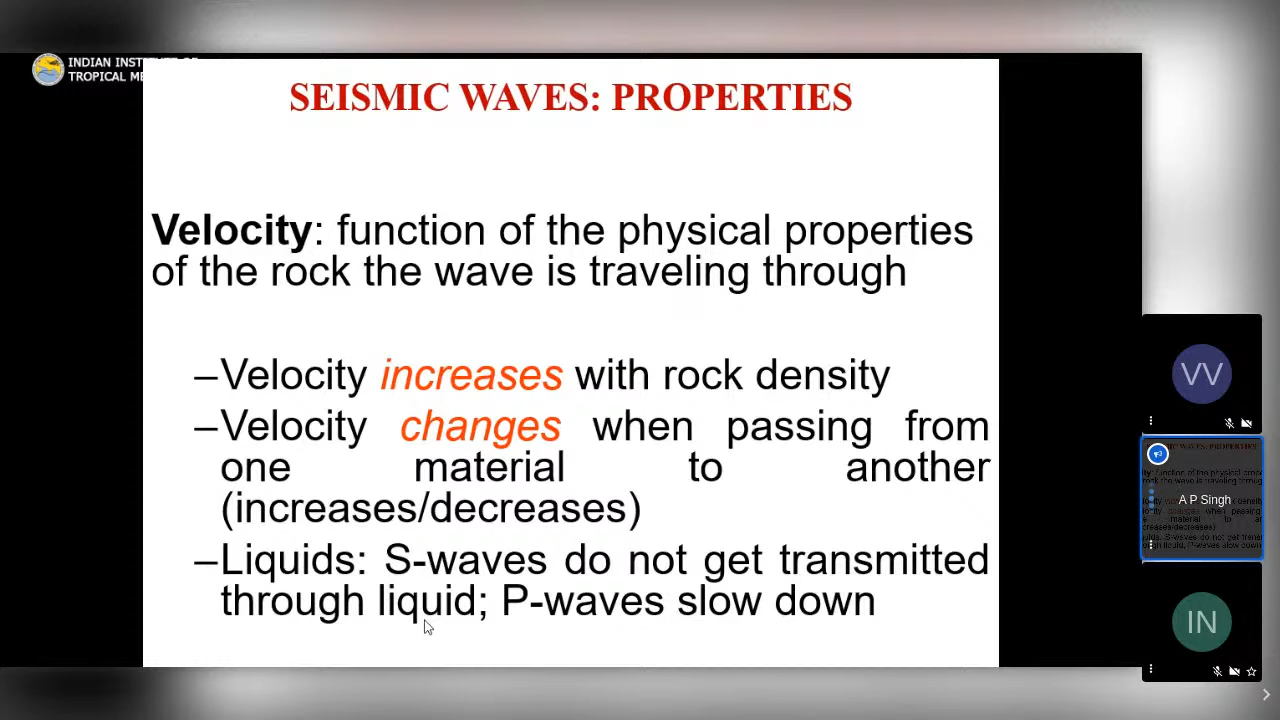 INDIAN INSTITUTE OF
TROPICAL
SEISMIC WAVES: PROPERTIES
Velocity: function of the physical properties
of the rock the wave is traveling through
–Velocity increases with rock density
–Velocity changes when passing from
one material to another
(increases/decreases)
–Liquids: S-waves do not get transmitted
through liquid; P-waves slow down
VV
A P Singh
IN